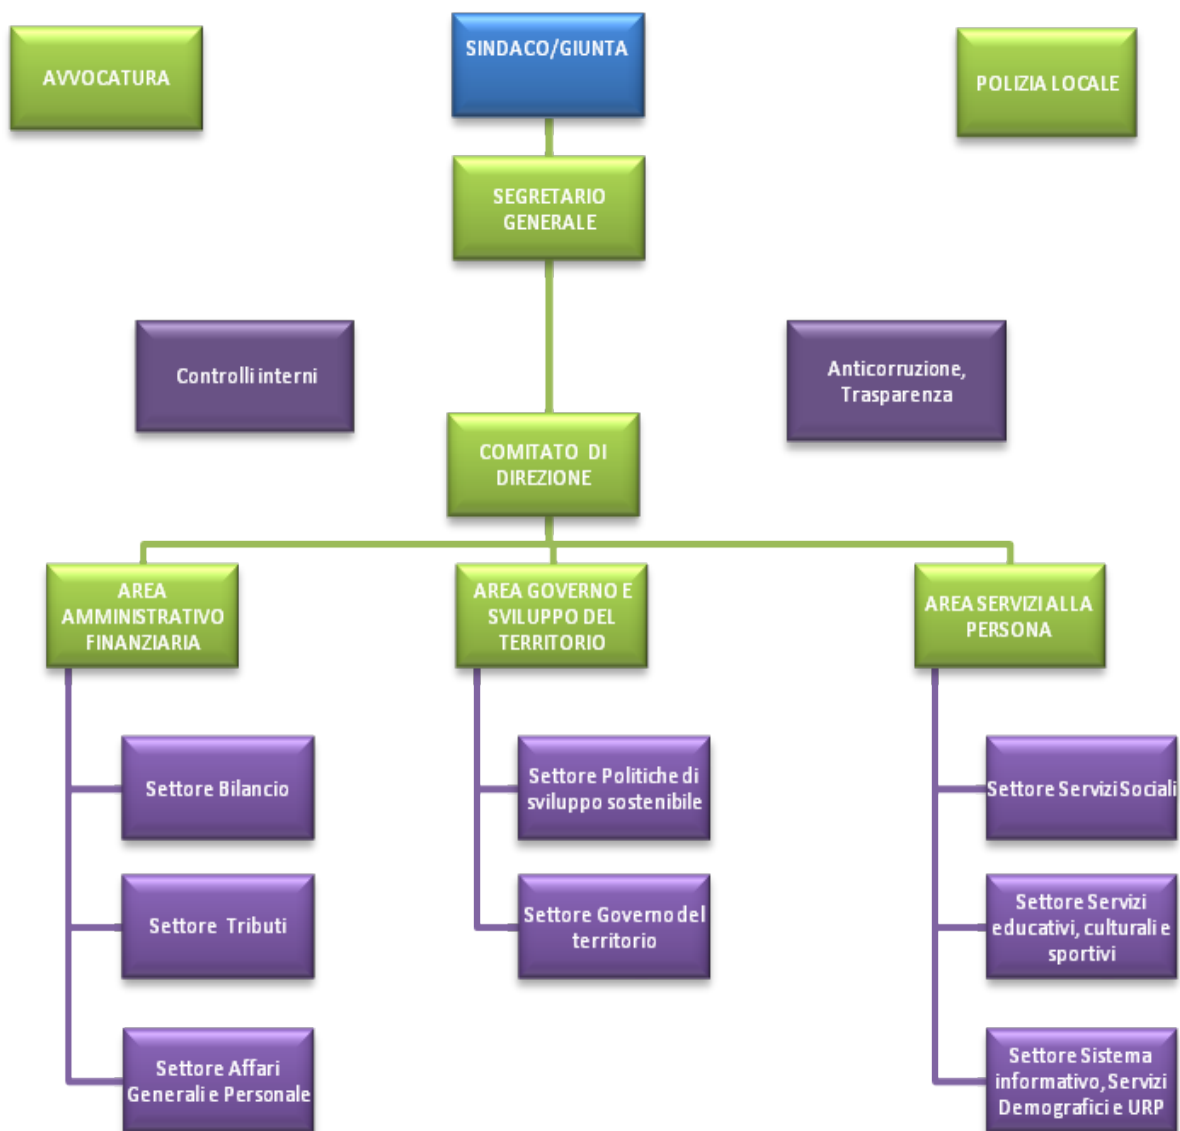 AVVOCATURA
SINDACO/GIUNTA
POLIZIA LOCALE
SEGRETARIO
GENERALE
Controlli interni
Anticorruzione,
Trasparenza
COMITATO DI
DIREZIONE
AREA
AMMINISTRATIVO
FINANZIARIA
AREA GOVERNO E
SVILUPPO DEL
TERRITORIO
AREA SERVIZI ALLA
PERSONA
Settore Bilancio
Settore Politiche di
sviluppo sostenibile
Settore Servizi Sociali
Settore Tributi
Settore Governo del
territorio
Settore Servizi
educativi, culturali e
sportivi
Settore Affari
Generali e Personale
Settore Sistema
informativo, Servizi
Demografici e URP